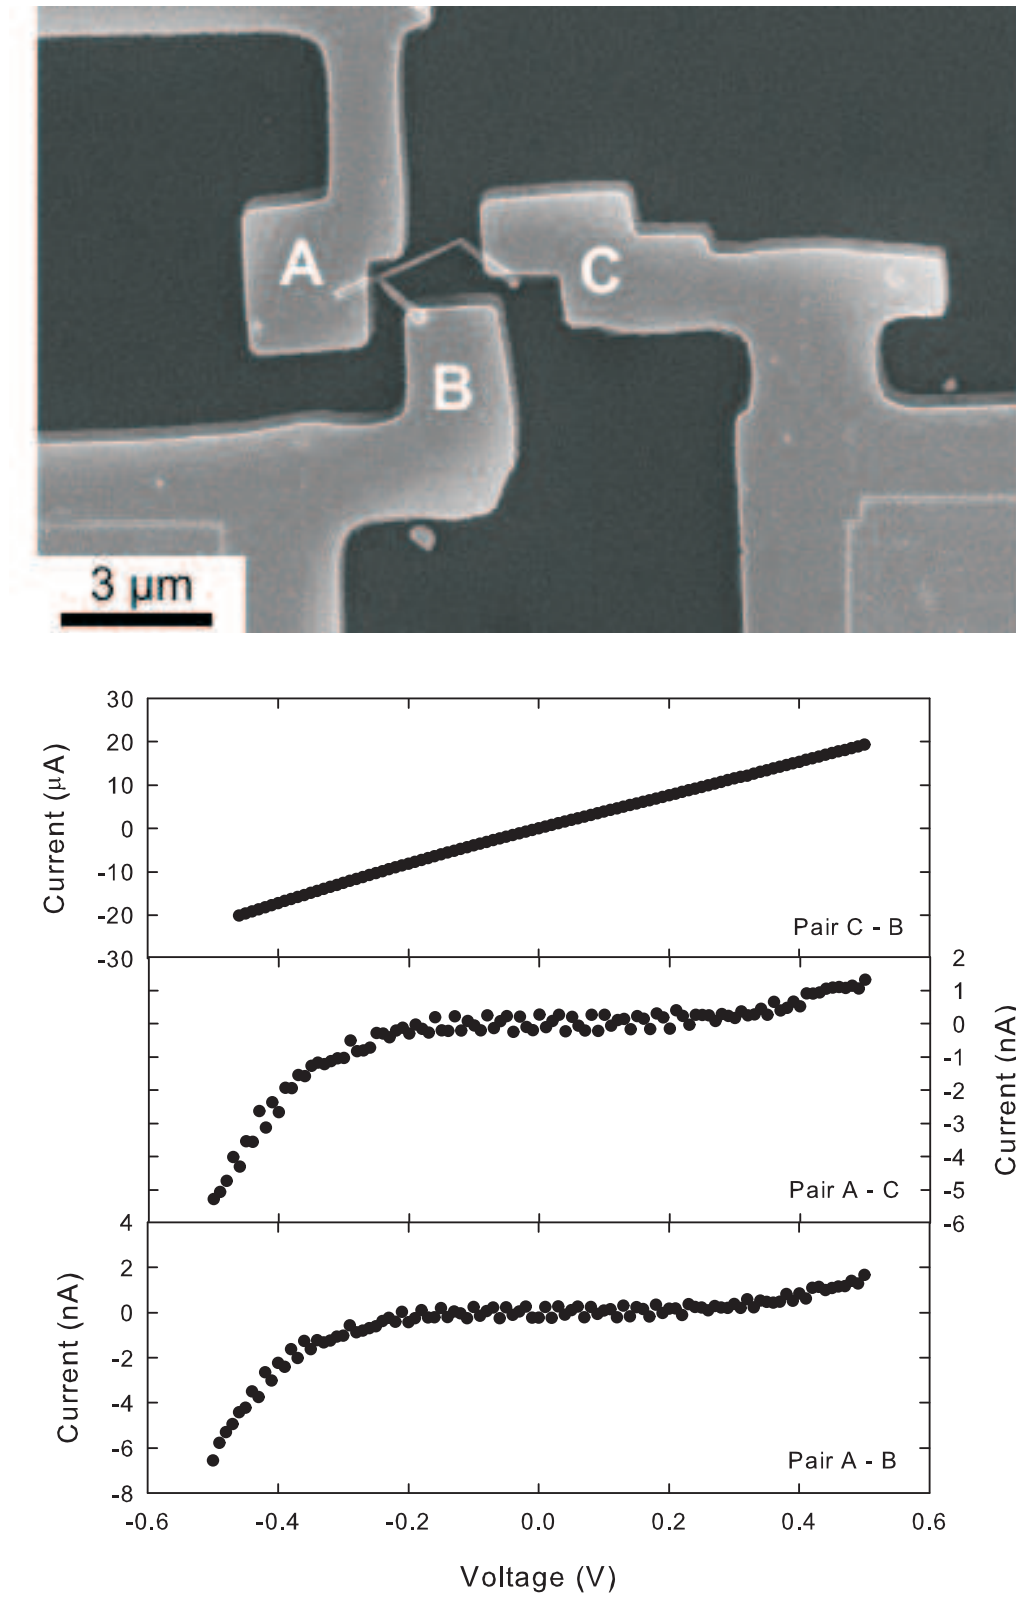 A
C
B
3 µm
30
20
10
0
-10
-20
-30
Current (µA)
Pair C - B
2
1
0
-1
-2
-3
-4
-5
-6
Current (nA)
Pair A - C
4
2
0
-2
-4
-6
-8
Current (nA)
Pair A - B
-0.6 -0.4 -0.2 0.0 0.2 0.4 0.6
Voltage (V)